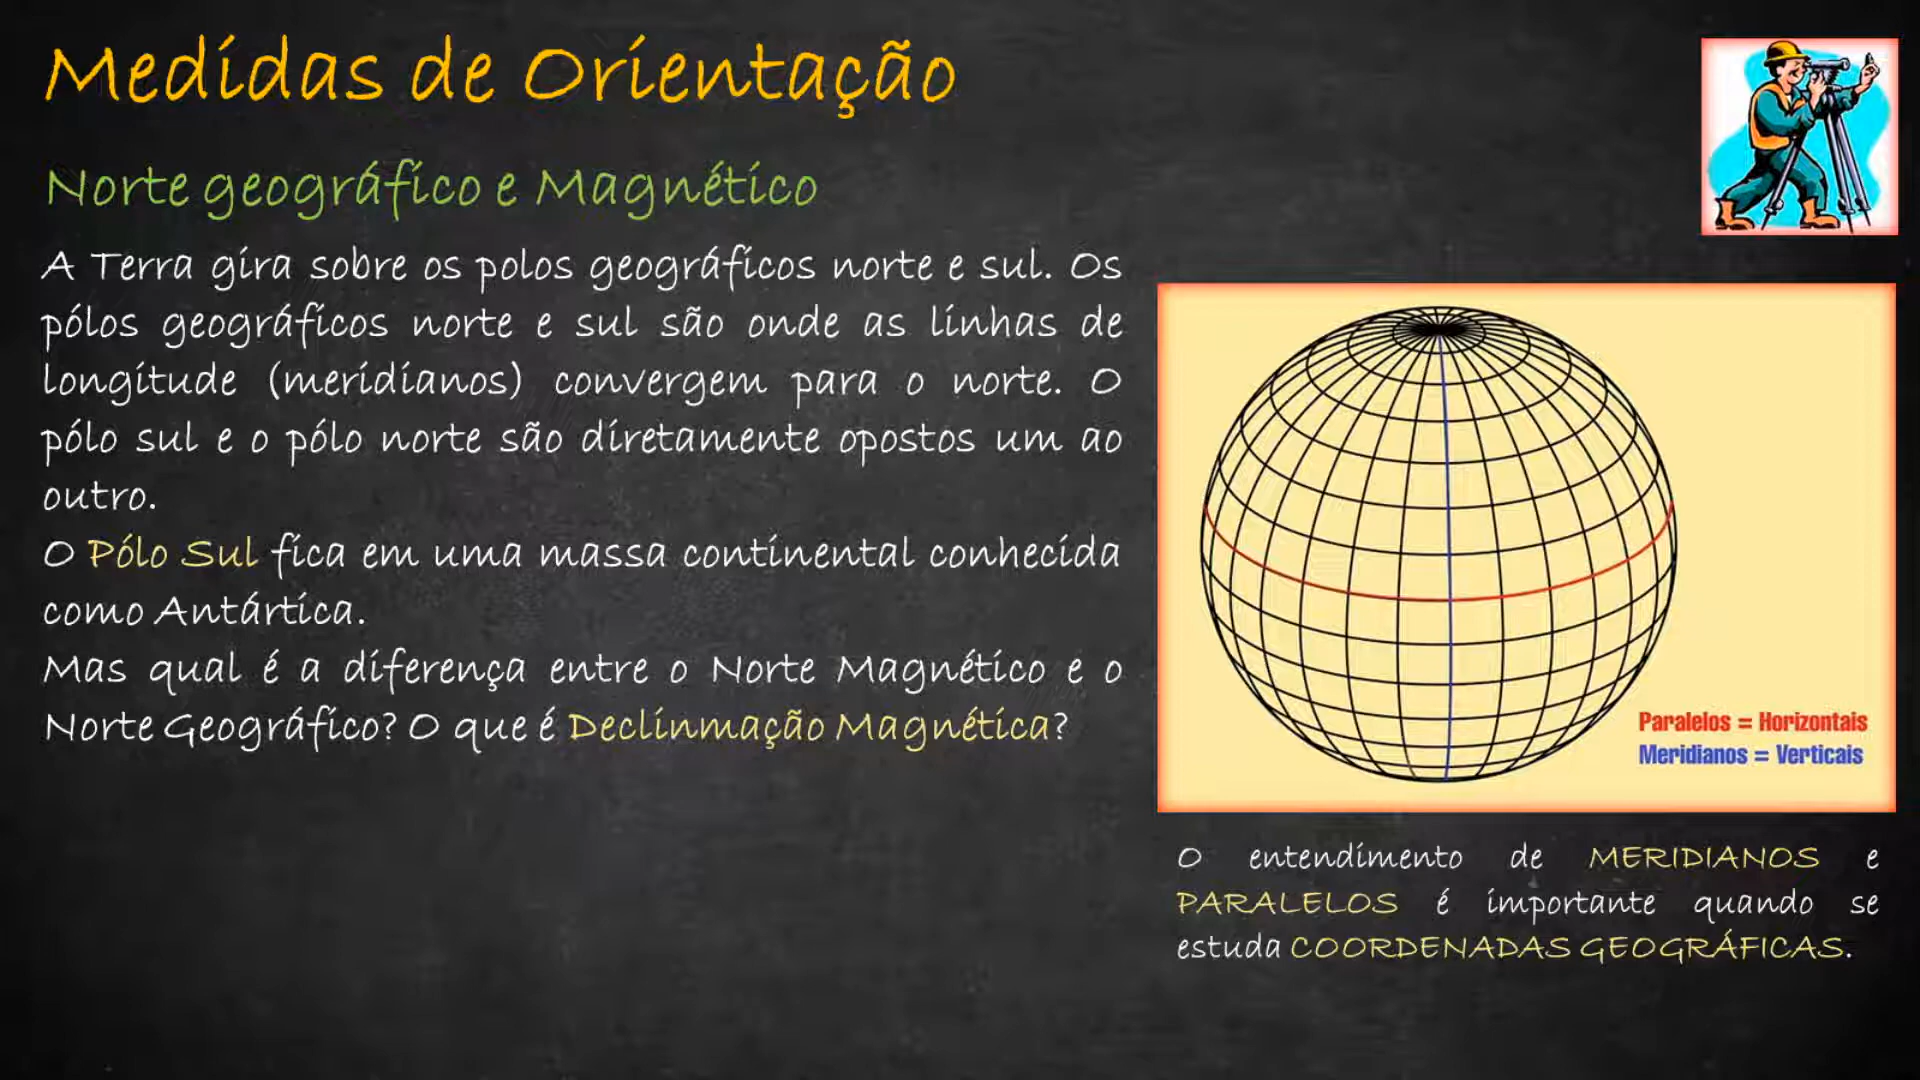 Medidas de Orientação
Norte geográfico e Magnético
A Terra gira sobre os polos geográficos norte e sul. Os
pólos geográficos norte e sul são onde as linhas de
longitude (meridianos) convergem para o norte. O
pólo sul e o pólo norte são diretamente opostos um ao
outro.
O Pólo Sul fica em uma massa continental conhecida
como Antártica.
Mas qual é a diferença entre o Norte Magnético e o
Norte Geográfico? O que é Declinmação Magnética?
Paralelos = Horizontais
Meridianos = Verticais
O entendimento de MERIDIANOS e
PARALELOS é importante quando se
estuda COORDENADAS GEOGRÁFICAS.